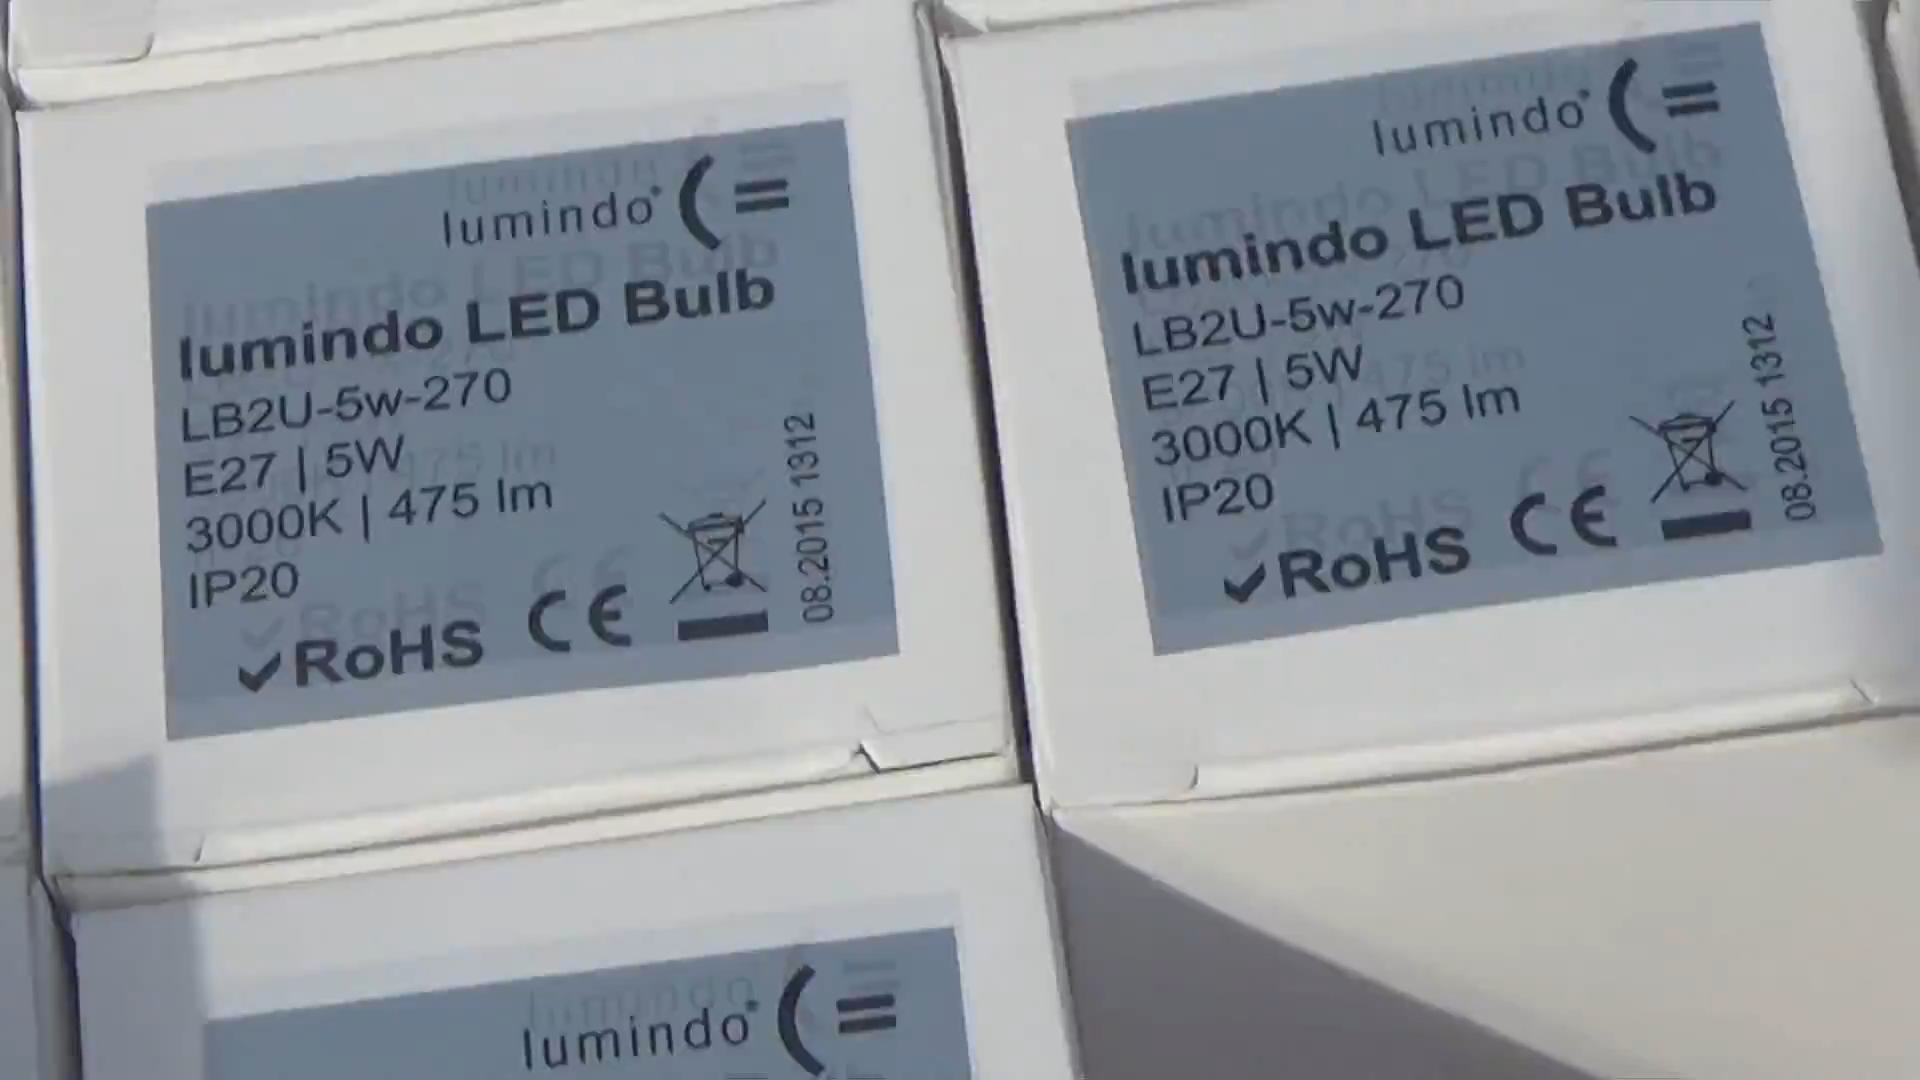 lumindo
lumindo LED Bulb
LB2U-5w-270
E27 | 5W
3000K | 475 lm
IP20
RoHS CE
08.2015 1312
lumindo
lumindo LED Bulb
LB2U-5w-270
E27 | 5W
3000K | 475 lm
IP20
RoHS CE
08.2015 1312
lumindo